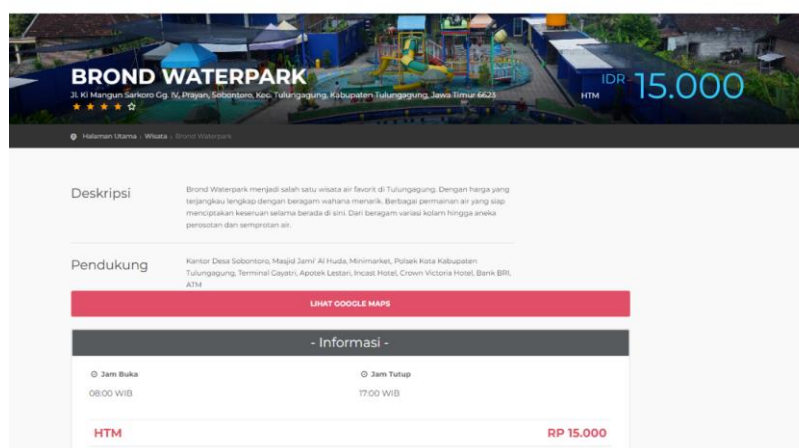 BROND WATERPARK
Jl. Ki Mangun Sarkoro Gg. IV, Prayan, Sobontoro, Kec. Tulungagung, Kabupaten Tulungagung, Jawa Timur 6623
HTM IDR 15.000
Halaman Utama › Wisata › Brond Waterpark
Deskripsi
Brond Waterpark menjadi salah satu wisata air favorit di Tulungagung. Dengan harga yang
terjangkau lengkap dengan beragam wahana menarik. Berbagai permainan air yang siap
menciptakan keseruan selama berada di sini. Dari beragam variasi kolam hingga aneka
perosotan dan semprotan air.
Pendukung
Kantor Desa Sobontoro, Masjid Jami' Al Huda, Minimarket, Polsek Kota Kabupaten
Tulungagung, Terminal Gayatri, Apotek Lestari, Incast Hotel, Crown Victoria Hotel, Bank BRI,
ATM
LIHAT GOOGLE MAPS
- Informasi -
Jam Buka
08:00 WIB
Jam Tutup
17:00 WIB
HTM RP 15.000